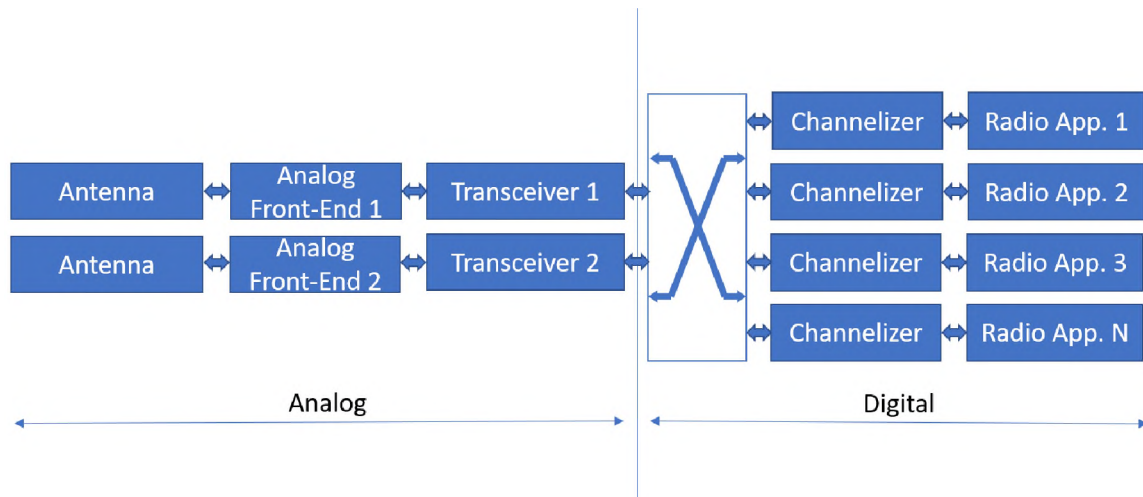 Channelizer
Radio App. 1
Antenna
Analog
Front-End 1
Transceiver 1
Channelizer
Radio App. 2
Antenna
Analog
Front-End 2
Transceiver 2
Channelizer
Radio App. 3
Channelizer
Radio App. N
Analog
Digital